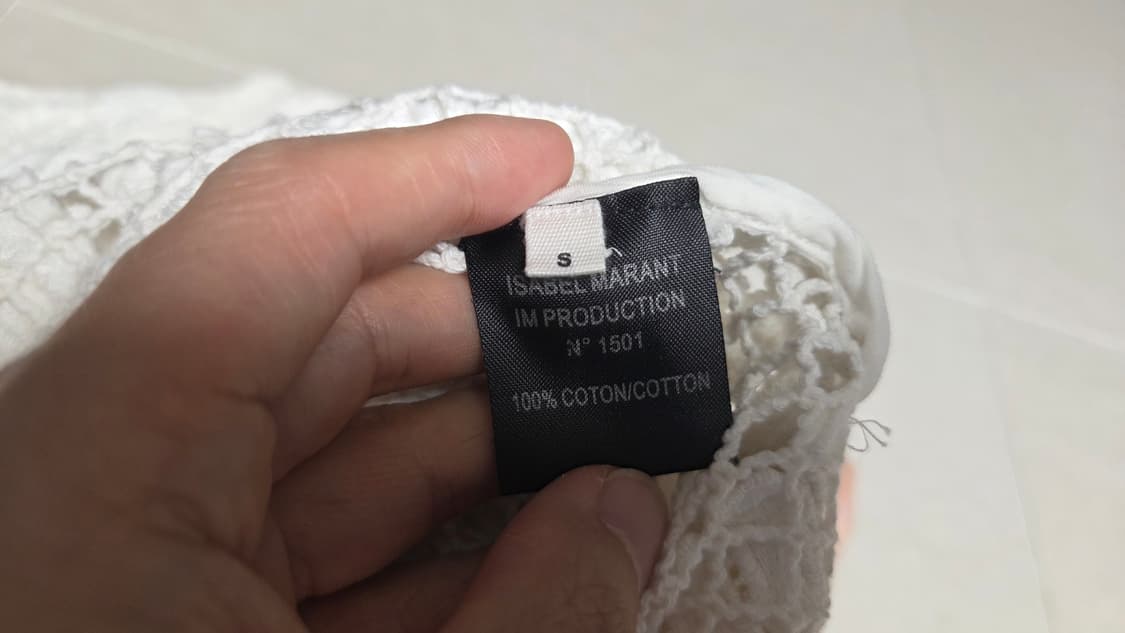 S
ISABEL MARANT
IM PRODUCTION
N° 1501
100% COTON/COTTON